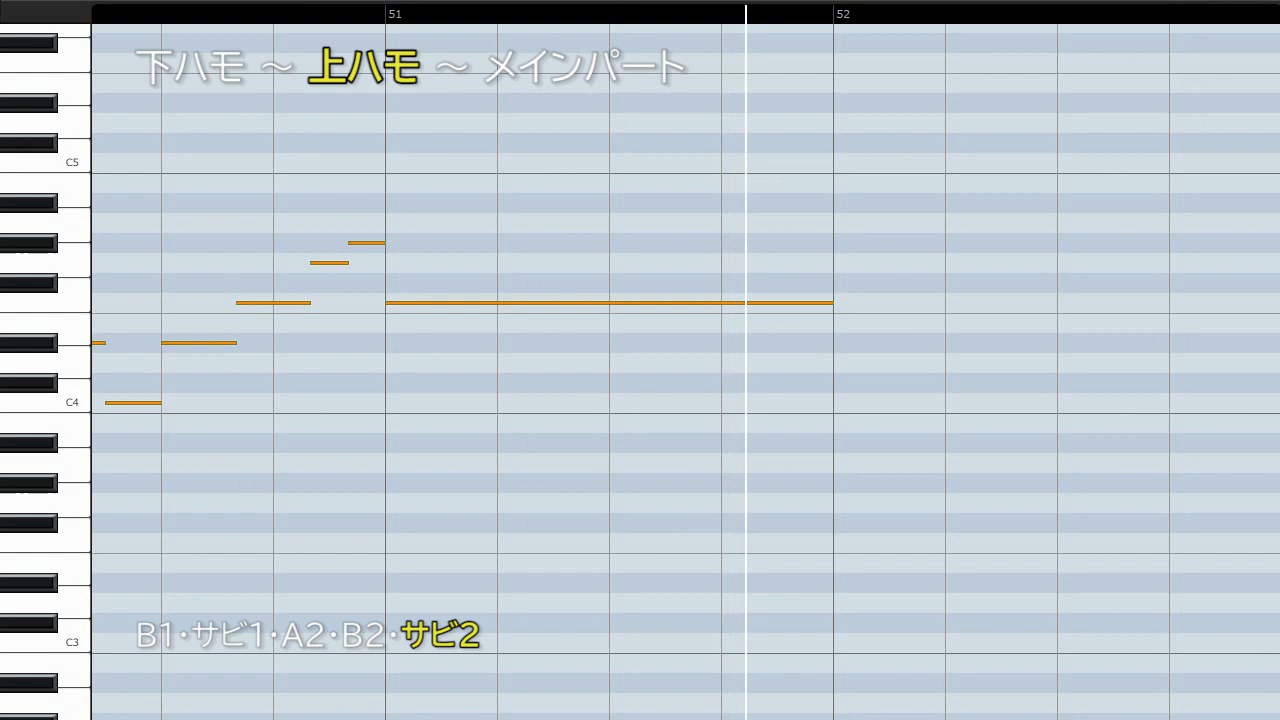 51 52
下ハモ ～ 上ハモ ～ メインパート
C5
C4
C3
B1・サビ1・A2・B2・サビ2